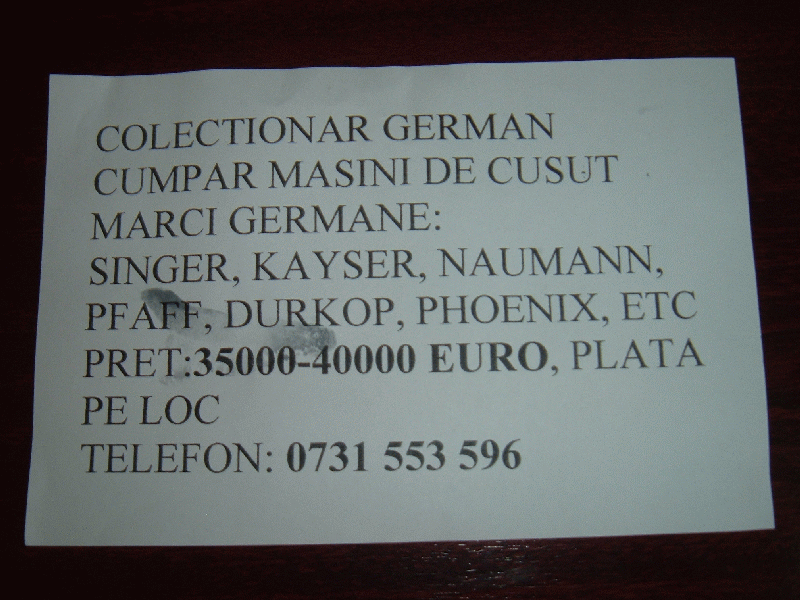 COLECTIONAR GERMAN
CUMPAR MASINI DE CUSUT
MARCI GERMANE:
SINGER, KAYSER, NAUMANN,
PFAFF, DURKOP, PHOENIX, ETC
PRET:35000-40000 EURO, PLATA
PE LOC
TELEFON: 0731 553 596